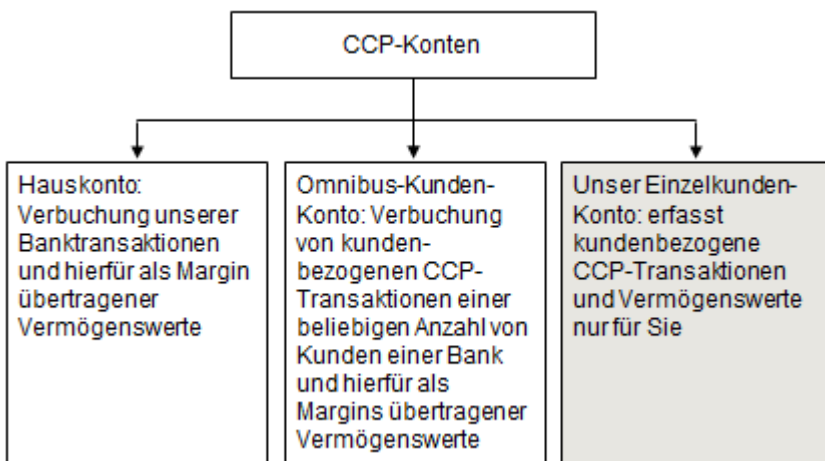 CCP-Konten
Hauskonto:
Verbuchung unserer
Banktransaktionen
und hierfür als Margin
übertragener
Vermögenswerte
Omnibus-Kunden-
Konto: Verbuchung
von kunden-
bezogenen CCP-
Transaktionen einer
beliebigen Anzahl von
Kunden einer Bank
und hierfür als
Margins übertragener
Vermögenswerte
Unser Einzelkunden-
Konto: erfasst
kundenbezogene
CCP-Transaktionen
und Vermögenswerte
nur für Sie